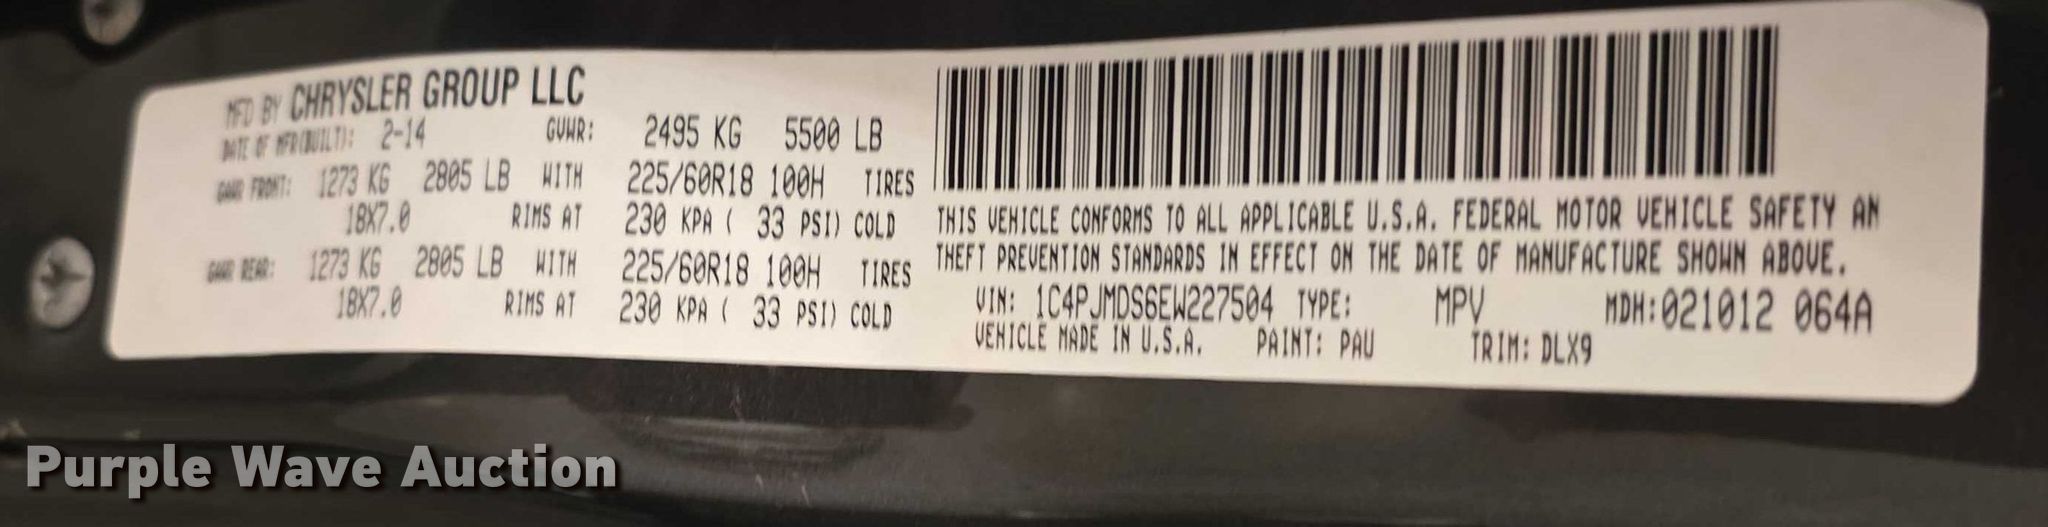 MFD BY CHRYSLER GROUP LLC
DATE OF MFR(BUILT): 2-14 GVWR: 2495 KG 5500 LB
GAWR FRONT: 1273 KG 2805 LB WITH 225/60R18 100H TIRES
18X7.0 RIMS AT 230 KPA ( 33 PSI) COLD
GAWR REAR: 1273 KG 2805 LB WITH 225/60R18 100H TIRES
18X7.0 RIMS AT 230 KPA ( 33 PSI) COLD
THIS VEHICLE CONFORMS TO ALL APPLICABLE U.S.A. FEDERAL MOTOR VEHICLE SAFETY AN
THEFT PREVENTION STANDARDS IN EFFECT ON THE DATE OF MANUFACTURE SHOWN ABOVE.
VIN: 1C4PJMDS6EW227504 TYPE: MPV MDH:021012 064A
VEHICLE MADE IN U.S.A. PAINT: PAU TRIM: DLX9
Purple Wave Auction